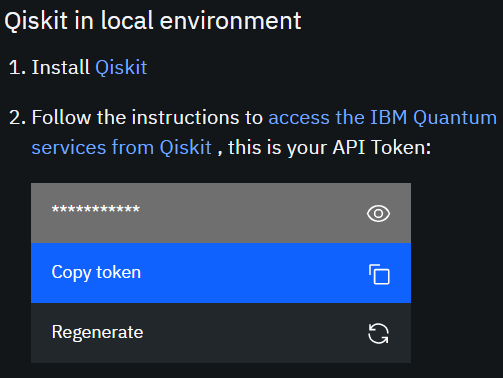 Qiskit in local environment
1. Install Qiskit
2. Follow the instructions to access the IBM Quantum
services from Qiskit , this is your API Token:
***********
Copy token
Regenerate